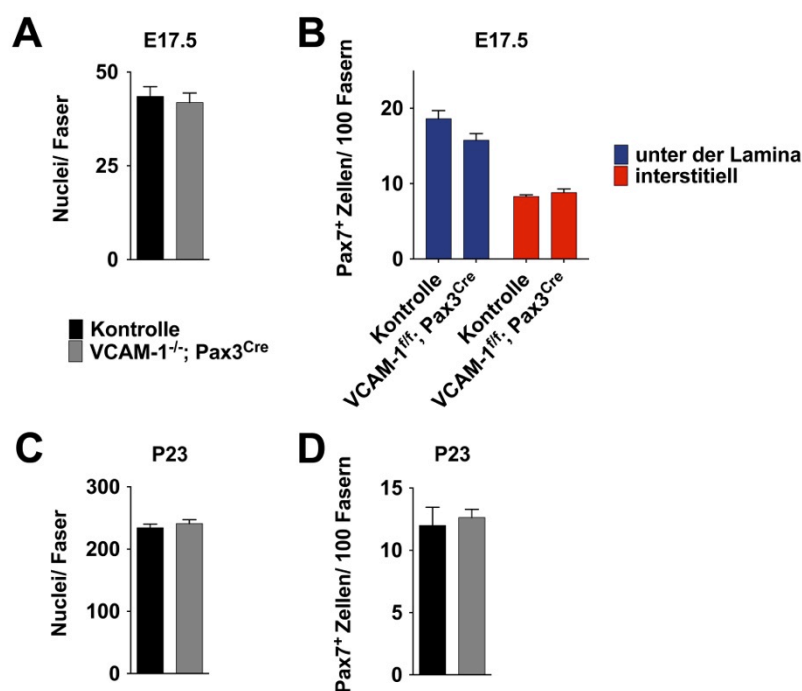 A
E17.5
Nuclei/ Faser
50
25
0
Kontrolle
VCAM-1-/-; Pax3Cre
B
E17.5
Pax7+ Zellen/ 100 Fasern
20
10
0
Kontrolle
VCAM-1f/f; Pax3Cre
Kontrolle
VCAM-1f/f; Pax3Cre
unter der Lamina
interstitiell
C
P23
Nuclei/ Faser
300
200
100
0
D
P23
Pax7+ Zellen/ 100 Fasern
15
10
5
0